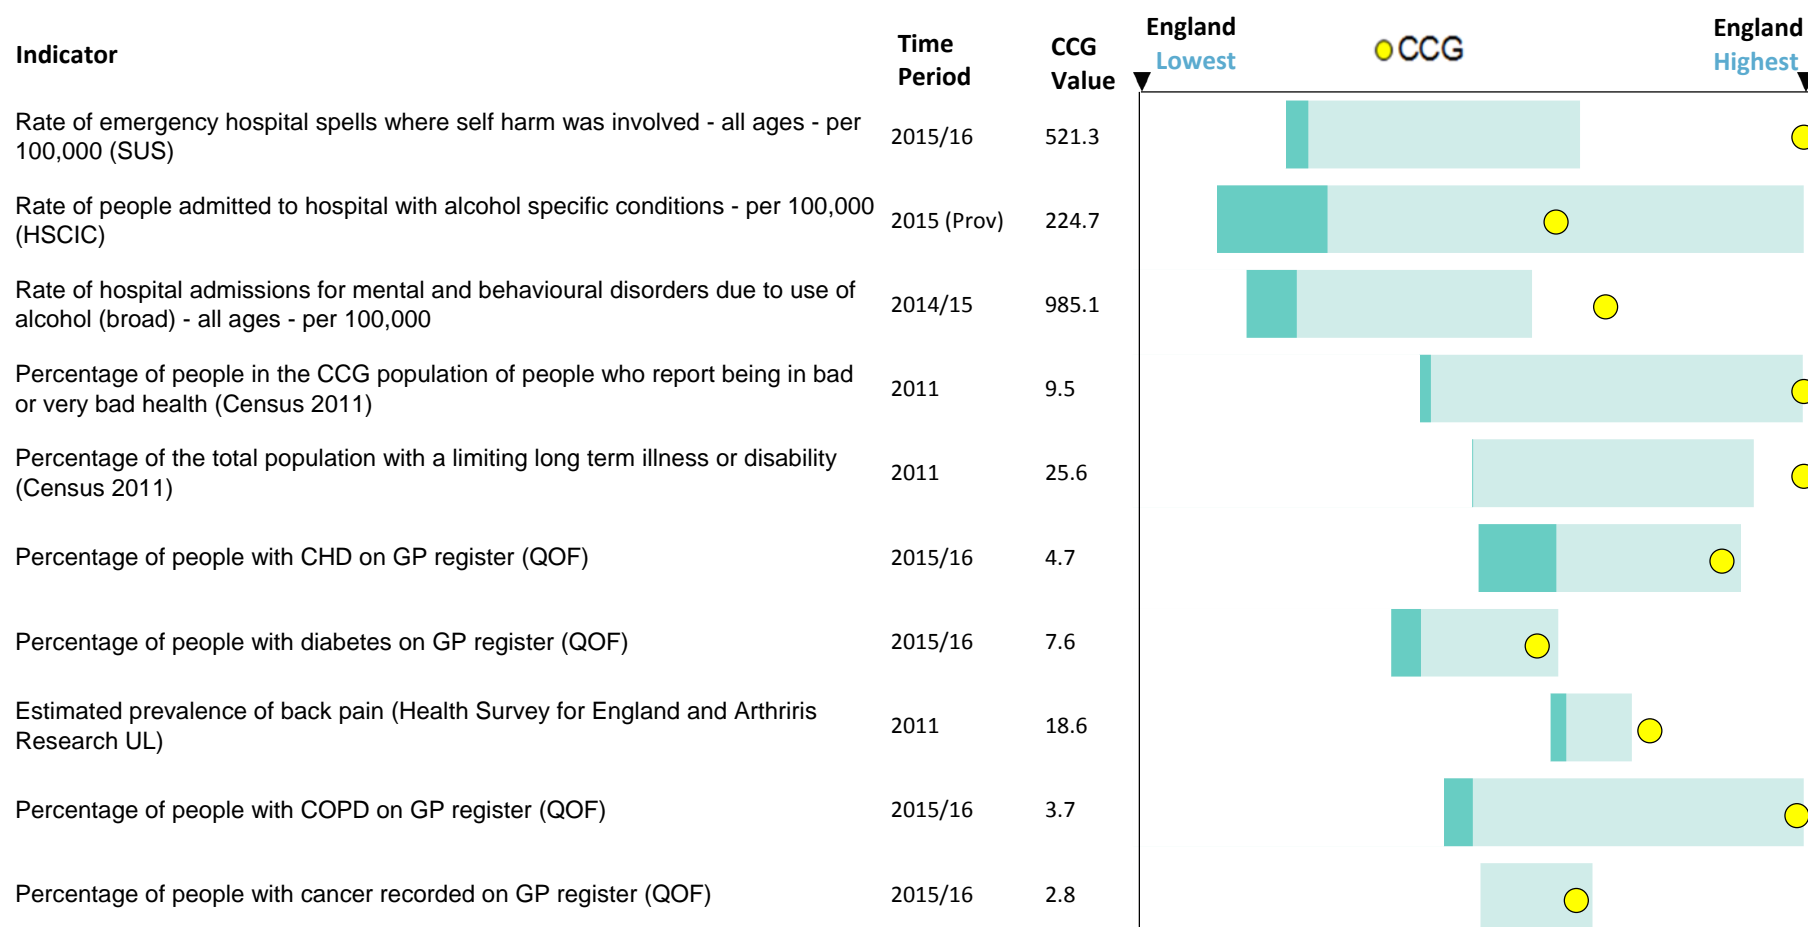 Indicator
Time
Period
CCG
Value
England
Lowest
CCG
England
Highest
Rate of emergency hospital spells where self harm was involved - all ages - per
100,000 (SUS)
2015/16
521.3
Rate of people admitted to hospital with alcohol specific conditions - per 100,000
(HSCIC)
2015 (Prov)
224.7
Rate of hospital admissions for mental and behavioural disorders due to use of
alcohol (broad) - all ages - per 100,000
2014/15
985.1
Percentage of people in the CCG population of people who report being in bad
or very bad health (Census 2011)
2011
9.5
Percentage of the total population with a limiting long term illness or disability
(Census 2011)
2011
25.6
Percentage of people with CHD on GP register (QOF)
2015/16
4.7
Percentage of people with diabetes on GP register (QOF)
2015/16
7.6
Estimated prevalence of back pain (Health Survey for England and Arthriris
Research UL)
2011
18.6
Percentage of people with COPD on GP register (QOF)
2015/16
3.7
Percentage of people with cancer recorded on GP register (QOF)
2015/16
2.8